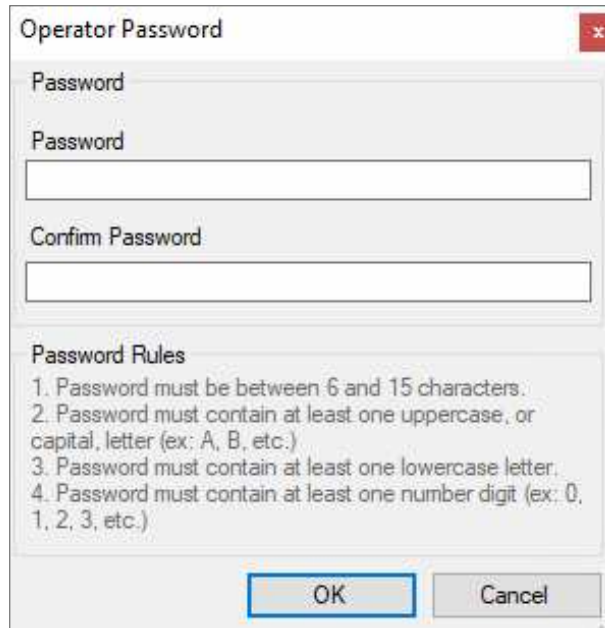 Operator Password
x
Password
Password
Confirm Password
Password Rules
1. Password must be between 6 and 15 characters.
2. Password must contain at least one uppercase, or
capital, letter (ex: A, B, etc.)
3. Password must contain at least one lowercase letter.
4. Password must contain at least one number digit (ex: 0,
1, 2, 3, etc.)
OK
Cancel